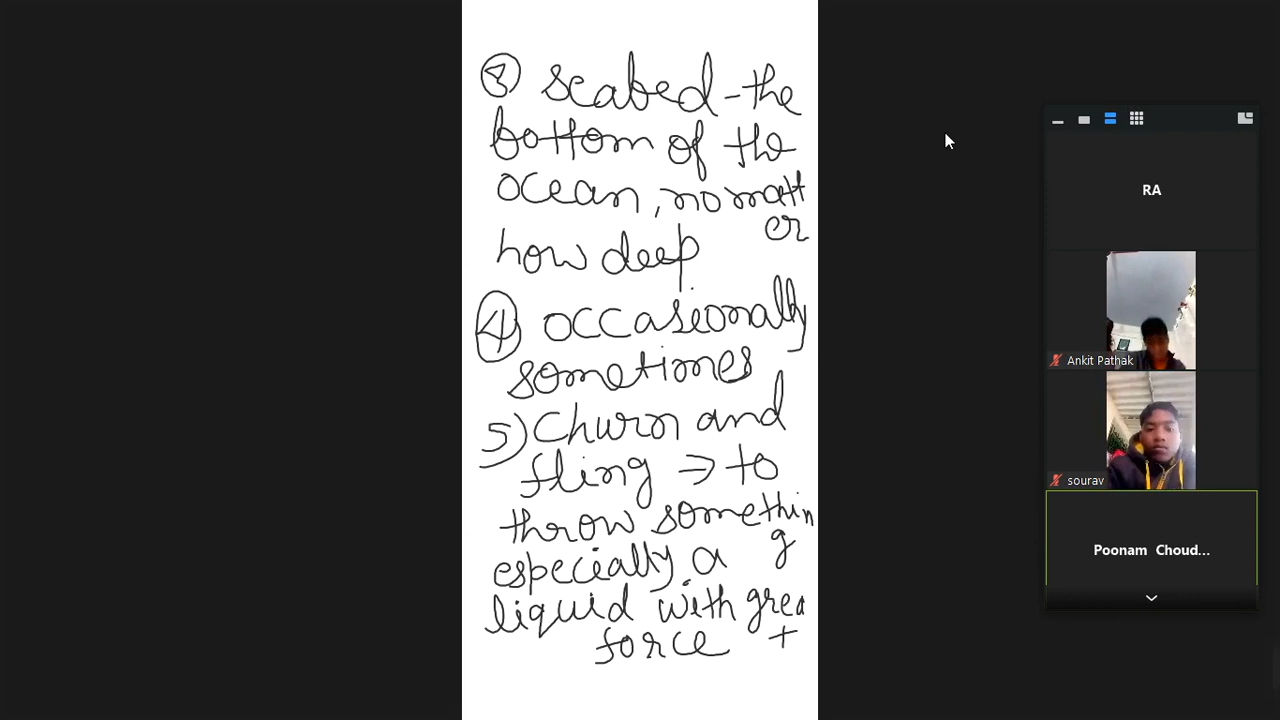 ③ seabed - the
bottom of the
ocean, no matt
er
how deep
④ occasionally
sometimes
5) Churn and
fling → to
throw somethin
g
especially a
liquid with grea
t
force
RA
Ankit Pathak
sourav
Poonam Choud...